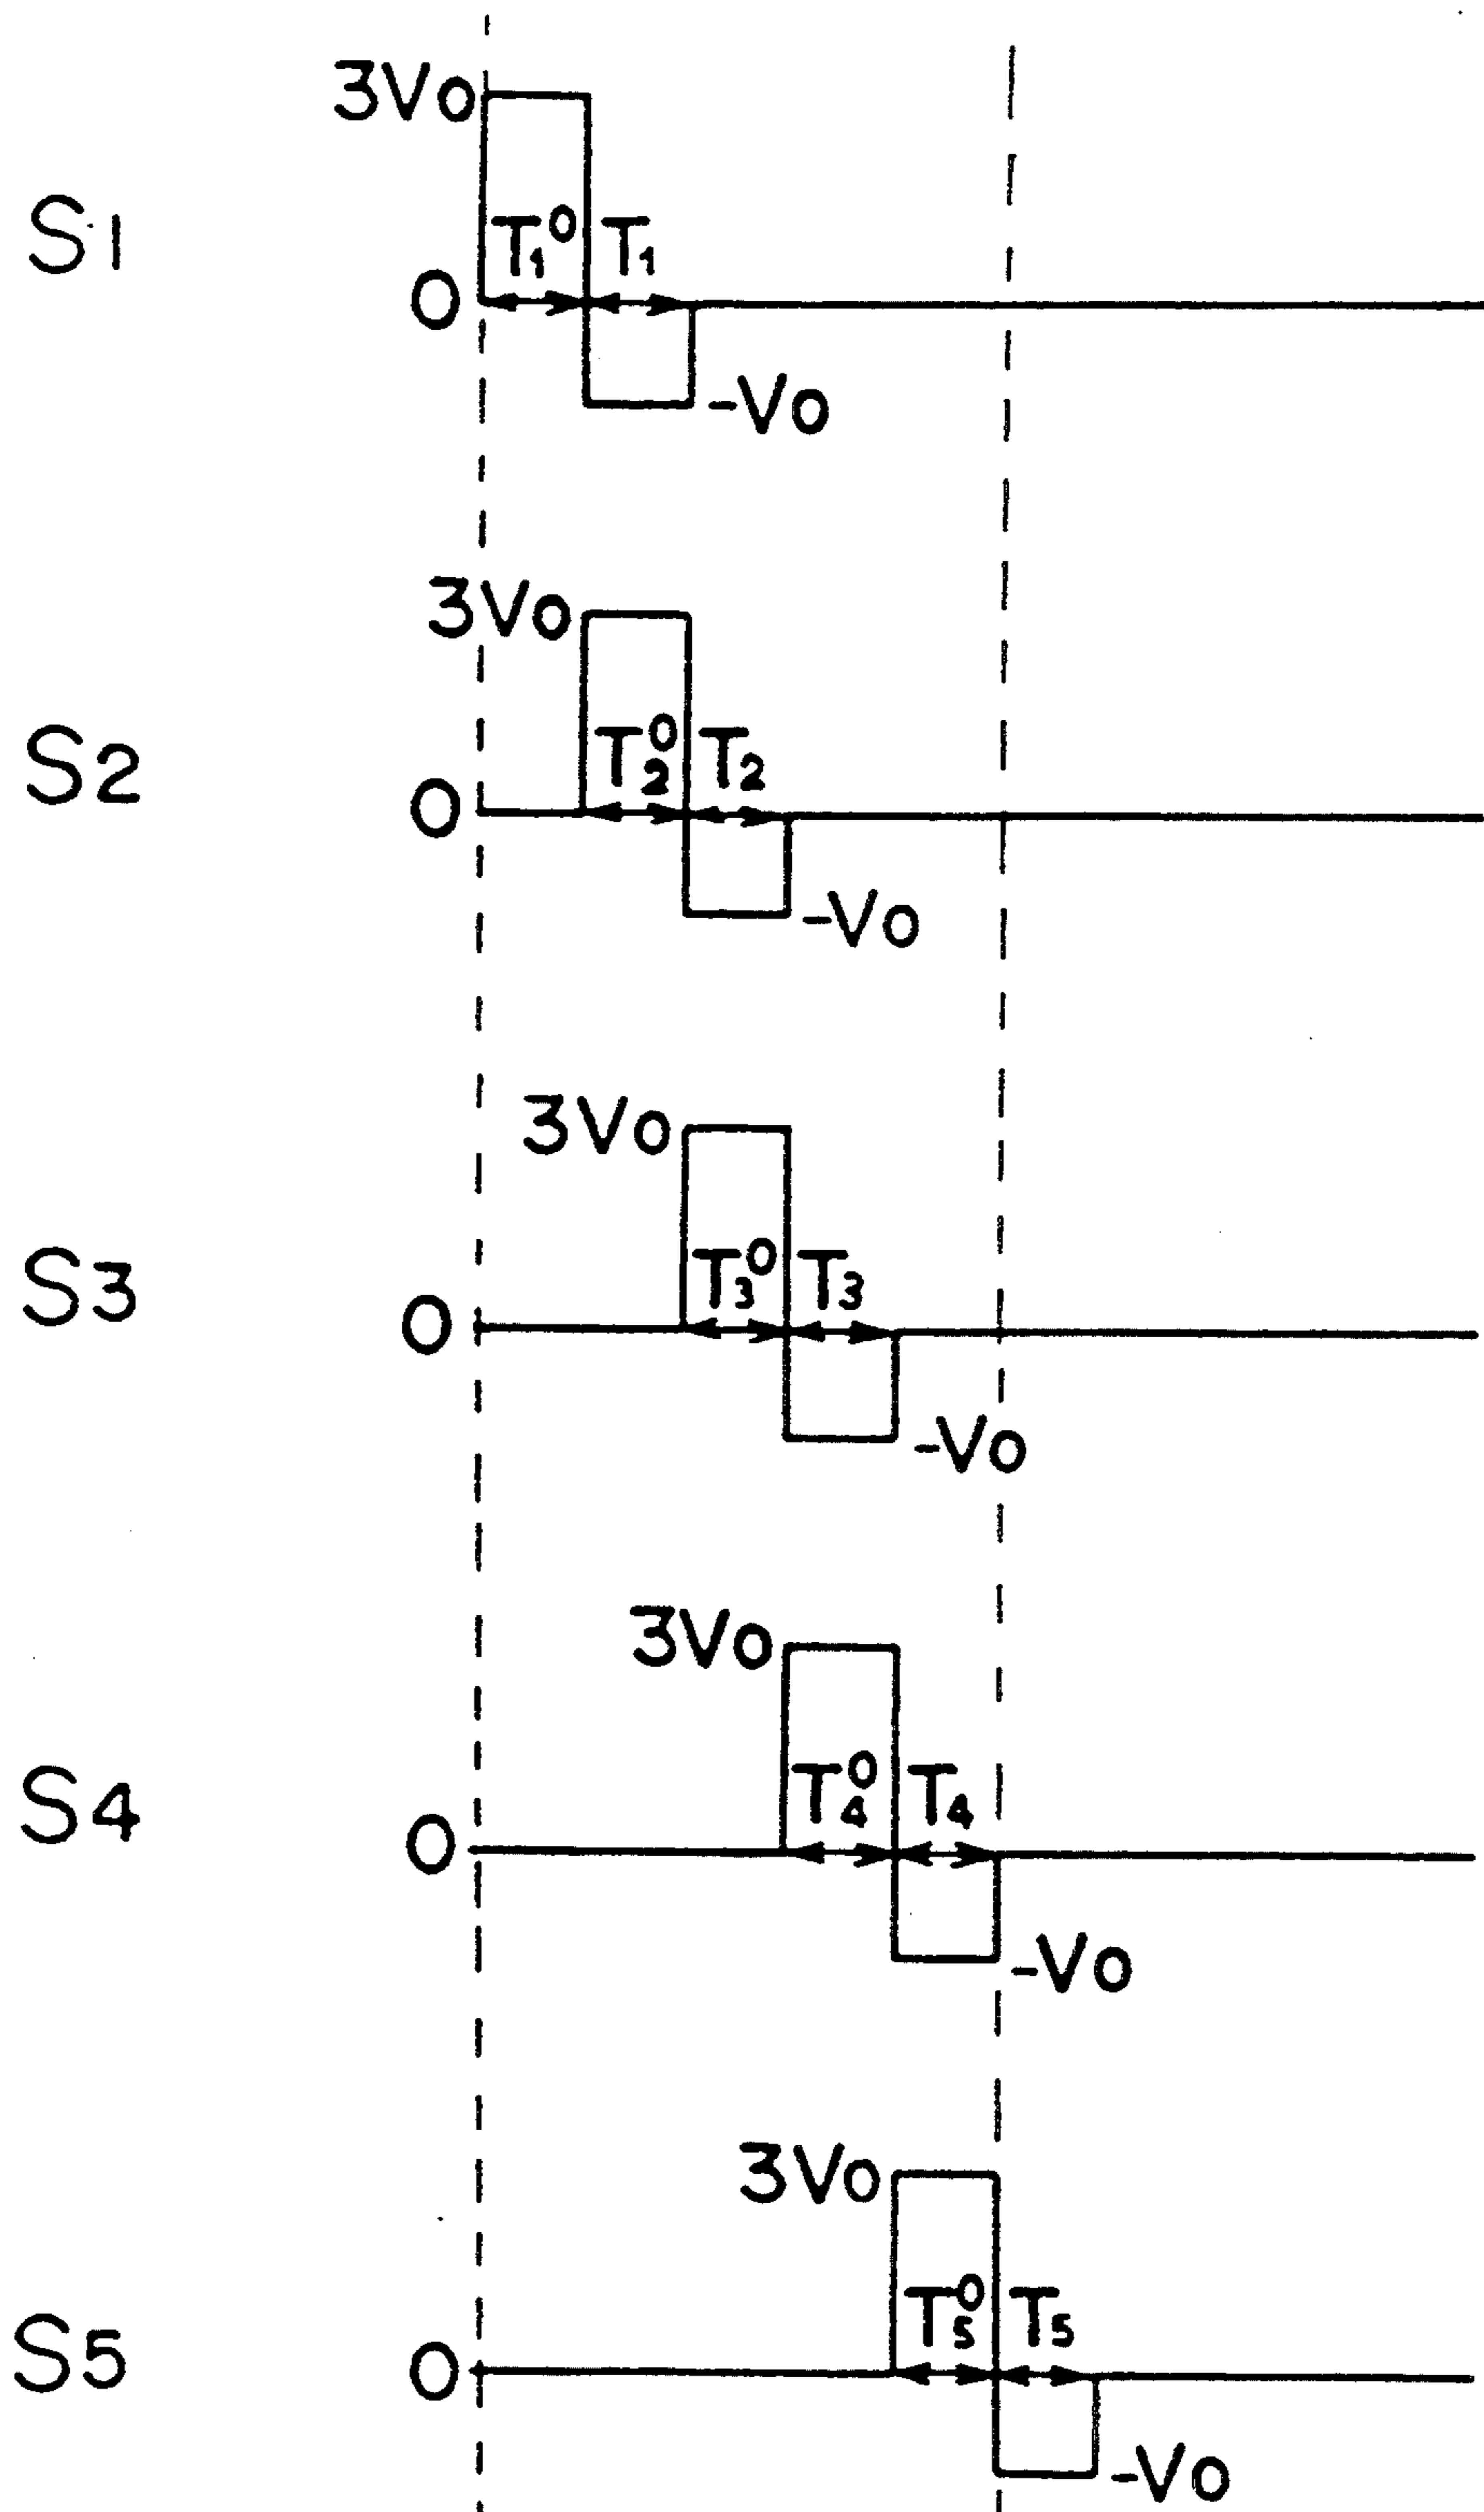 3Vo
S1
T₁⁰ T₁
0
-Vo
3Vo
S2
T₂⁰ T₂
0
-Vo
3Vo
S3
T₃⁰ T₃
0
-Vo
3Vo
S4
T₄⁰ T₄
0
-Vo
3Vo
S5
T₅⁰ T₅
0
-Vo